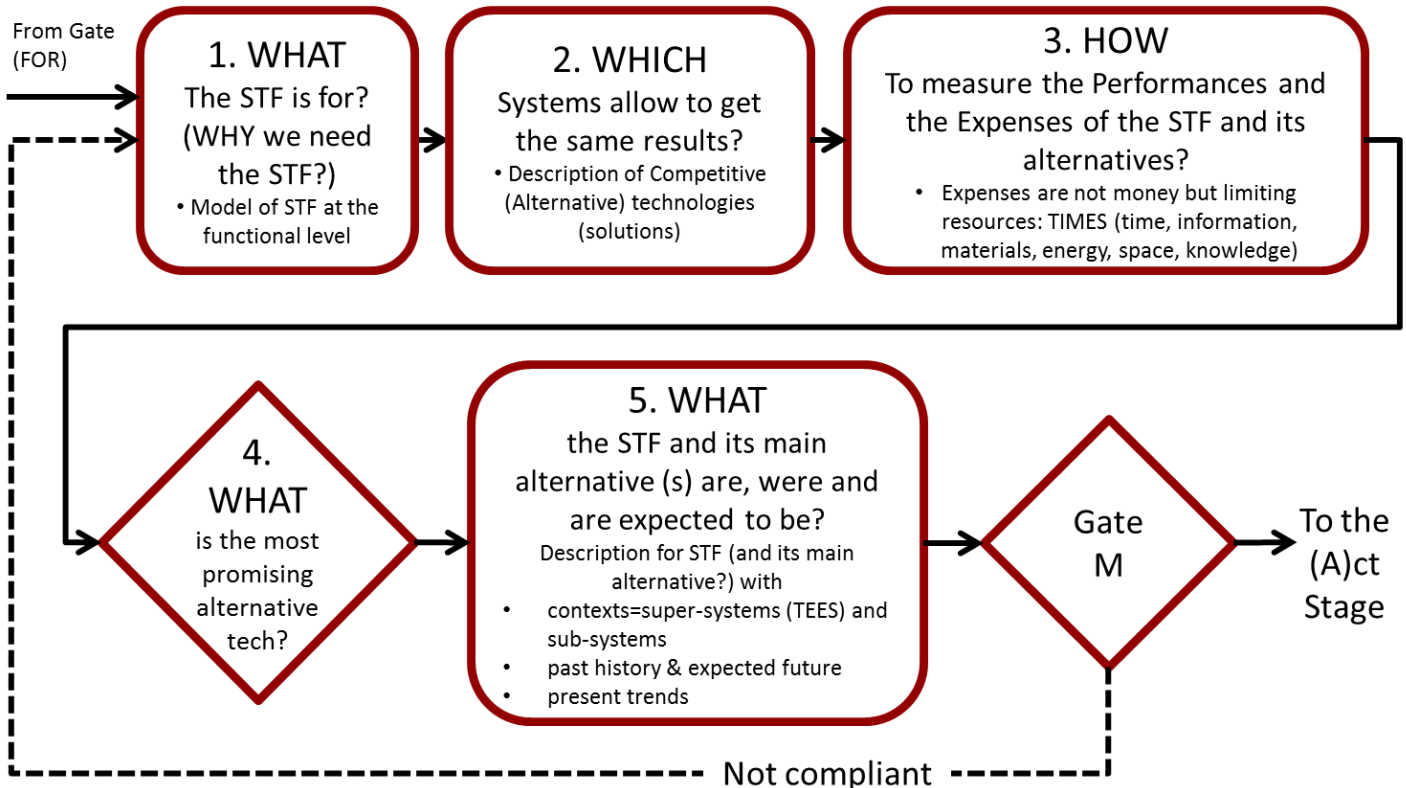 From Gate
(FOR)
1. WHAT
The STF is for?
(WHY we need
the STF?)
• Model of STF at the
functional level
2. WHICH
Systems allow to get
the same results?
• Description of Competitive
(Alternative) technologies
(solutions)
3. HOW
To measure the Performances and
the Expenses of the STF and its
alternatives?
• Expenses are not money but limiting
resources: TIMES (time, information,
materials, energy, space, knowledge)
4.
WHAT
is the most
promising
alternative
tech?
5. WHAT
the STF and its main
alternative (s) are, were and
are expected to be?
Description for STF (and its main
alternative?) with
• contexts=super-systems (TEES) and
sub-systems
• past history & expected future
• present trends
Gate
M
To the
(A)ct
Stage
Not compliant